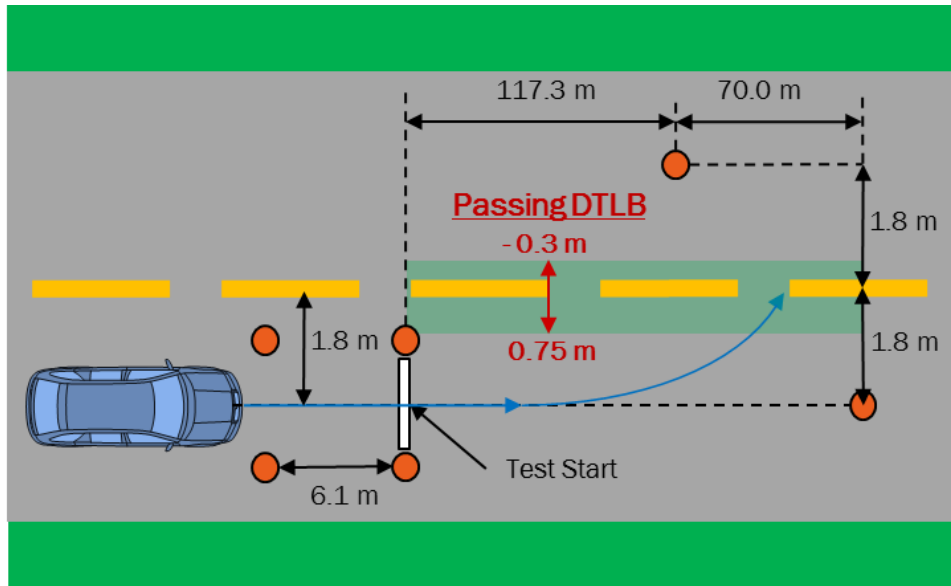 117.3 m
70.0 m
Passing DTLB
- 0.3 m
1.8 m
1.8 m
0.75 m
1.8 m
Test Start
6.1 m